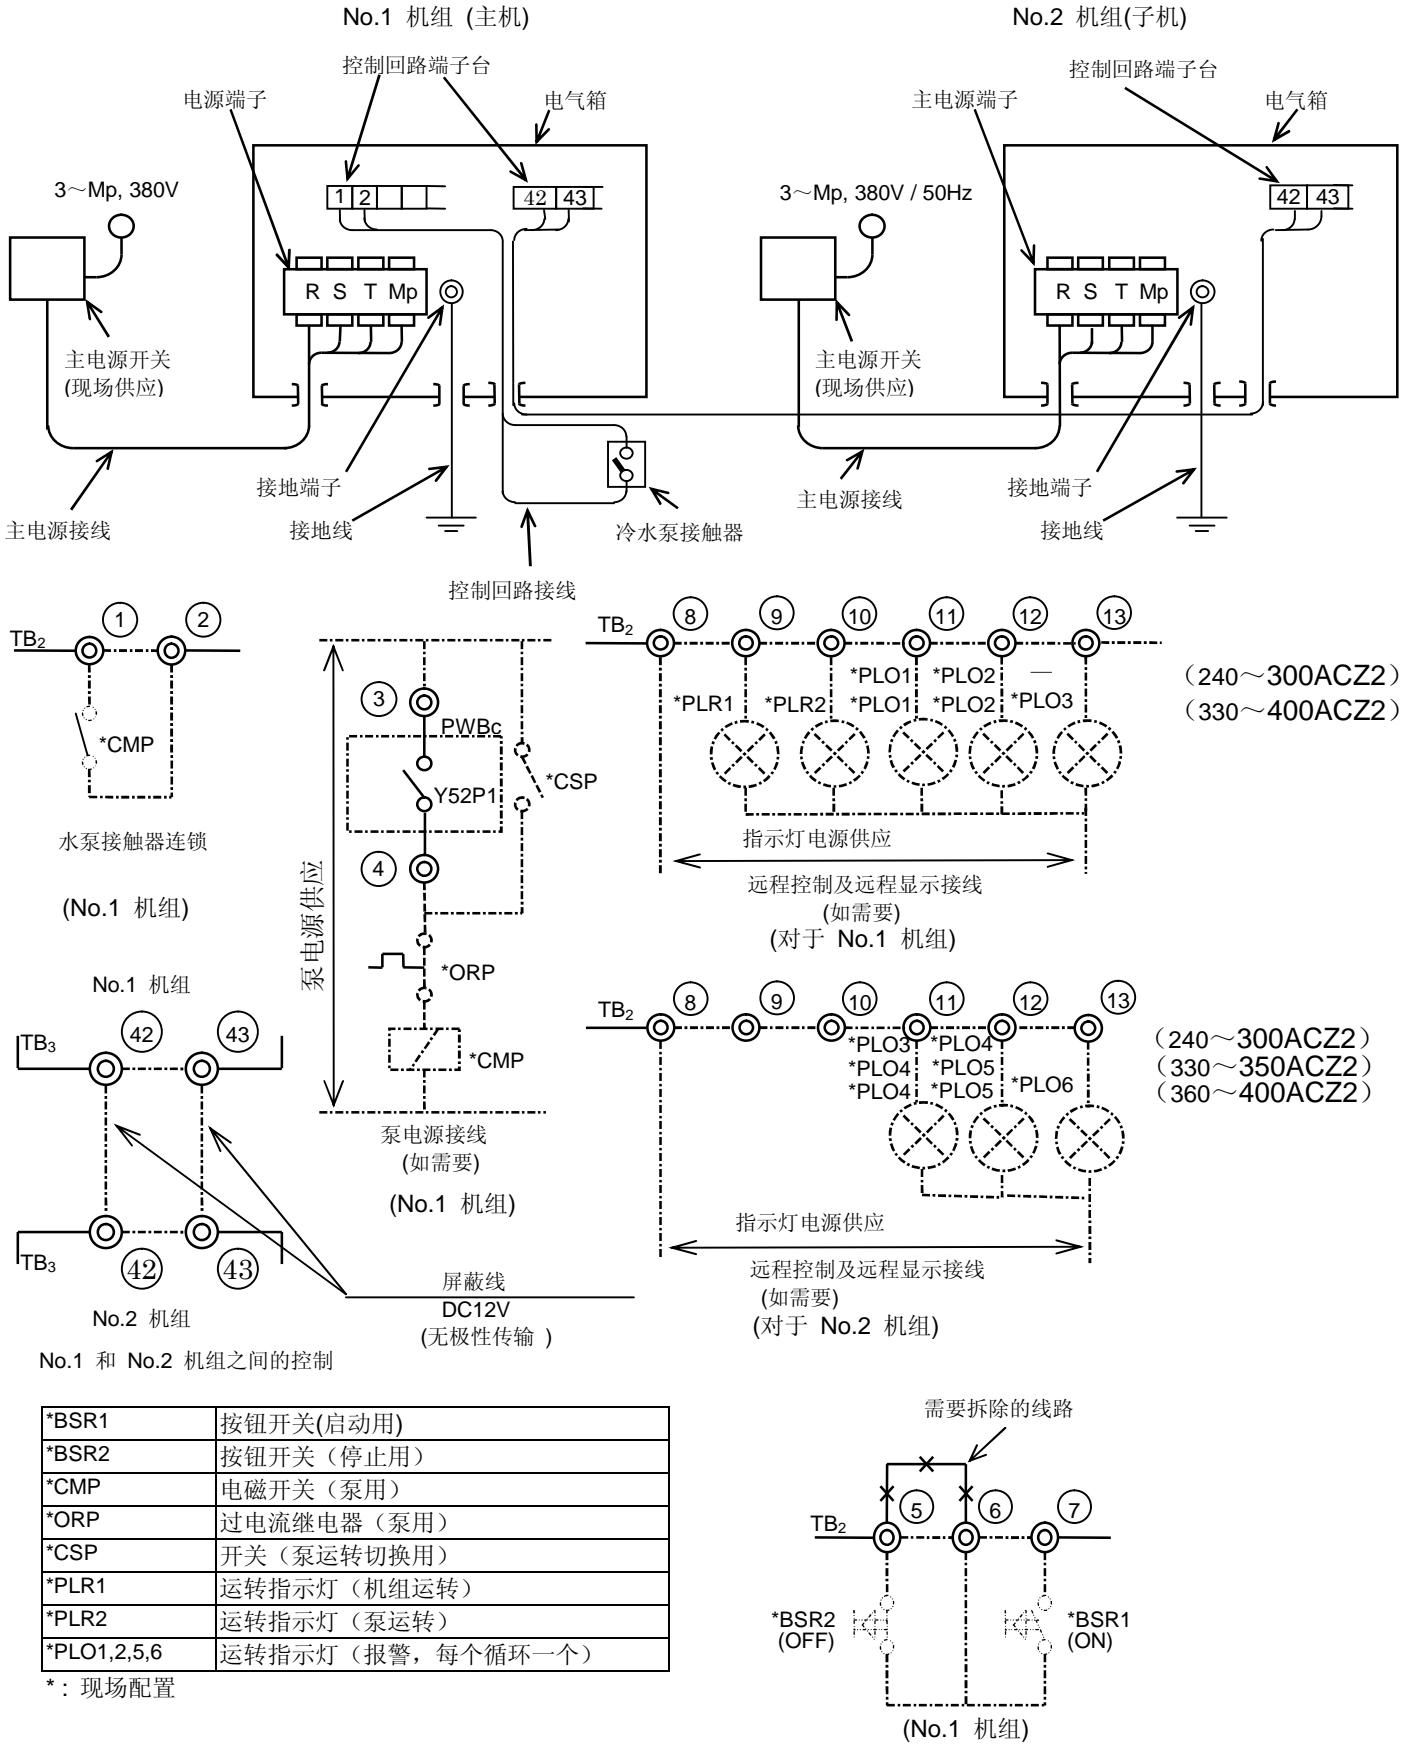 No.1 机组 (主机)
No.2 机组(子机)
控制回路端子台
控制回路端子台
电源端子
电气箱
主电源端子
电气箱
3～Mp, 380V
1 2
42 43
3～Mp, 380V / 50Hz
42 43
R S T Mp
R S T Mp
主电源开关
(现场供应)
主电源开关
(现场供应)
接地端子
接地端子
主电源接线
接地线
冷水泵接触器
主电源接线
接地线
控制回路接线
TB2
1
2
*CMP
水泵接触器连锁
(No.1 机组)
泵电源供应
3
PWBc
Y52P1
*CSP
4
*ORP
*CMP
泵电源接线
(如需要)
(No.1 机组)
TB2
8 9 10 11 12 13
*PLO1 *PLO2 —
（240～300ACZ2）
*PLR1 *PLR2 *PLO1 *PLO2 *PLO3
（330～400ACZ2）
指示灯电源供应
远程控制及远程显示接线
(如需要)
(对于 No.1 机组)
No.1 机组
TB3
42 43
TB3
42 43
No.2 机组
No.1 和 No.2 机组之间的控制
屏蔽线
DC12V
(无极性传输 )
TB2
8 9 10 11 12 13
*PLO3 *PLO4
（240～300ACZ2）
*PLO4 *PLO5
（330～350ACZ2）
*PLO4 *PLO5 *PLO6
（360～400ACZ2）
指示灯电源供应
远程控制及远程显示接线
(如需要)
(对于 No.2 机组)
*BSR1 按钮开关(启动用)
*BSR2 按钮开关（停止用）
*CMP 电磁开关（泵用）
*ORP 过电流继电器（泵用）
*CSP 开关（泵运转切换用）
*PLR1 运转指示灯（机组运转）
*PLR2 运转指示灯（泵运转）
*PLO1,2,5,6 运转指示灯（报警，每个循环一个）
*：现场配置
需要拆除的线路
TB2
5 6 7
*BSR2
(OFF)
*BSR1
(ON)
(No.1 机组)